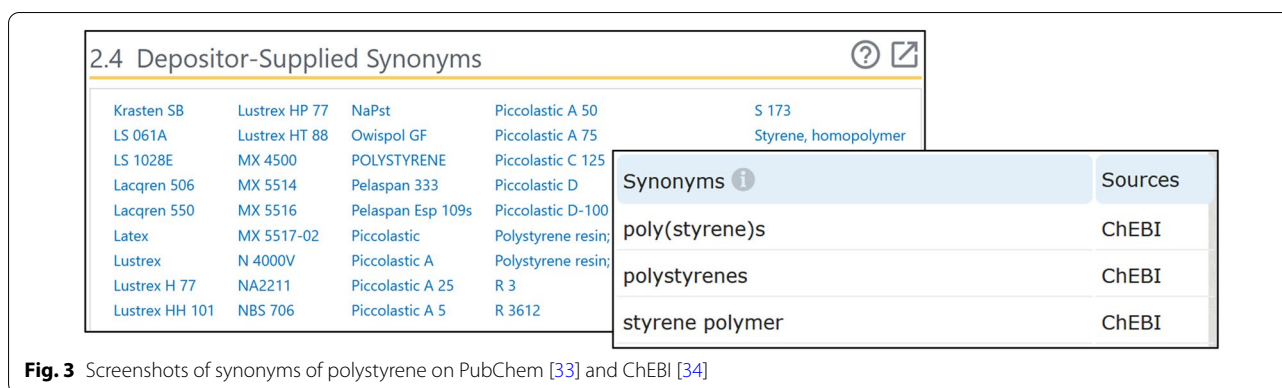 2.4 Depositor-Supplied Synonyms
Krasten SB Lustrex HP 77 NaPst Piccolastic A 50 S 173
LS 061A Lustrex HT 88 Owispol GF Piccolastic A 75 Styrene, homopolymer
LS 1028E MX 4500 POLYSTYRENE Piccolastic C 125
Lacqren 506 MX 5514 Pelaspan 333 Piccolastic D
Lacqren 550 MX 5516 Pelaspan Esp 109s Piccolastic D-100
Latex MX 5517-02 Piccolastic Polystyrene resin;
Lustrex N 4000V Piccolastic A Polystyrene resin;
Lustrex H 77 NA2211 Piccolastic A 25 R 3
Lustrex HH 101 NBS 706 Piccolastic A 5 R 3612
Synonyms Sources
poly(styrene)s ChEBI
polystyrenes ChEBI
styrene polymer ChEBI
Fig. 3 Screenshots of synonyms of polystyrene on PubChem [33] and ChEBI [34]